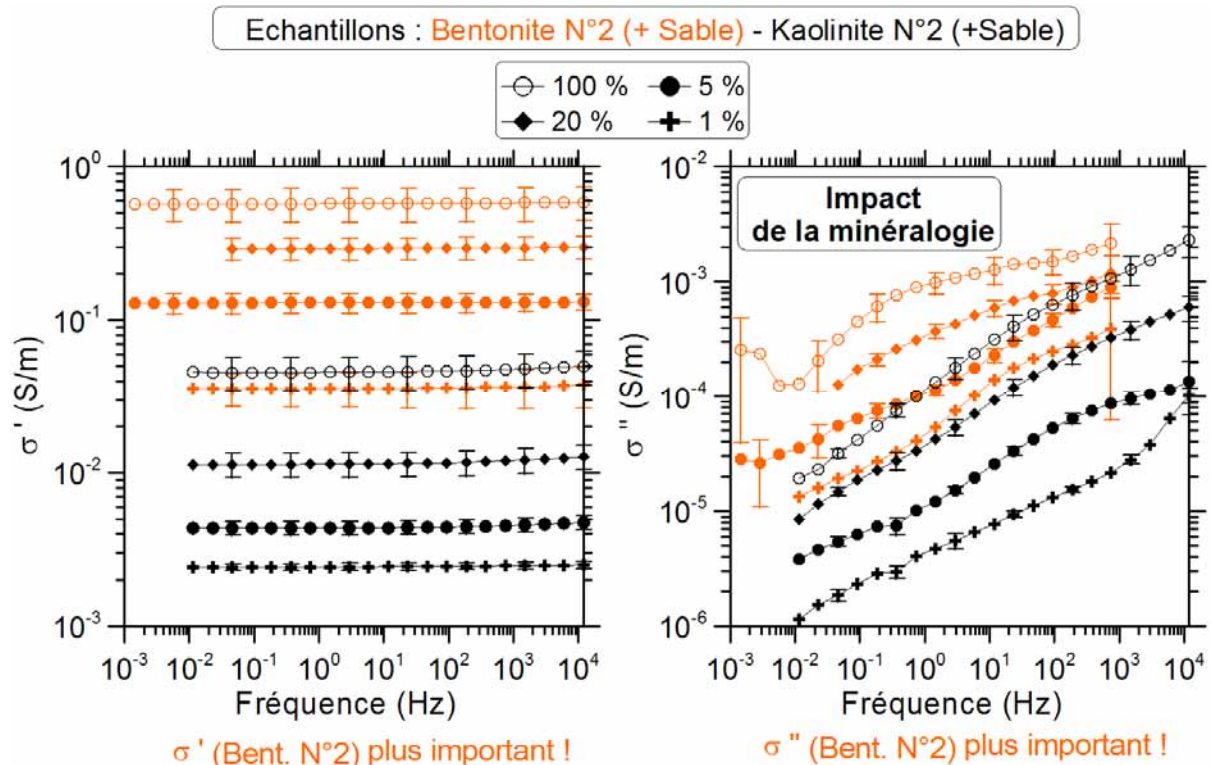 Echantillons : Bentonite N°2 (+ Sable) - Kaolinite N°2 (+Sable)
100 % 5 %
20 % 1 %
10^0
10^-1
10^-2
10^-3
σ ' (S/m)
10^-3 10^-2 10^-1 10^0 10^1 10^2 10^3 10^4
Fréquence (Hz)
σ ' (Bent. N°2) plus important !
Impact
de la minéralogie
10^-2
10^-3
10^-4
10^-5
10^-6
σ " (S/m)
10^-3 10^-2 10^-1 10^0 10^1 10^2 10^3 10^4
Fréquence (Hz)
σ " (Bent. N°2) plus important !